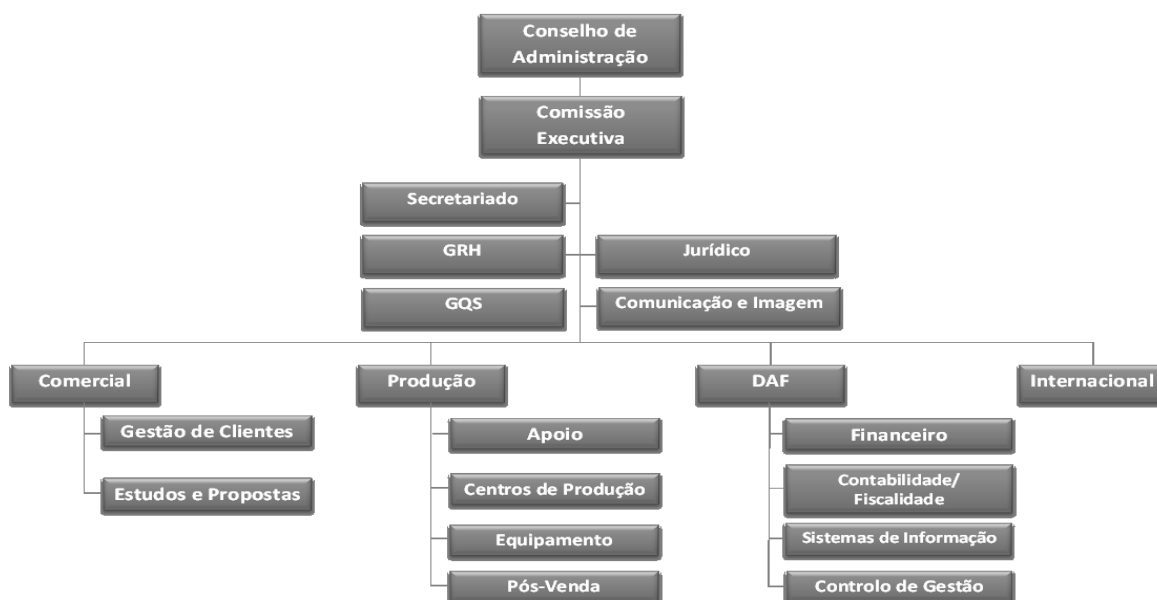 Conselho de
Administração
Comissão
Executiva
Secretariado
GRH
Jurídico
GQS
Comunicação e Imagem
Comercial
Produção
DAF
Internacional
Gestão de Clientes
Apoio
Financeiro
Estudos e Propostas
Centros de Produção
Contabilidade/
Fiscalidade
Equipamento
Sistemas de Informação
Pós-Venda
Controlo de Gestão